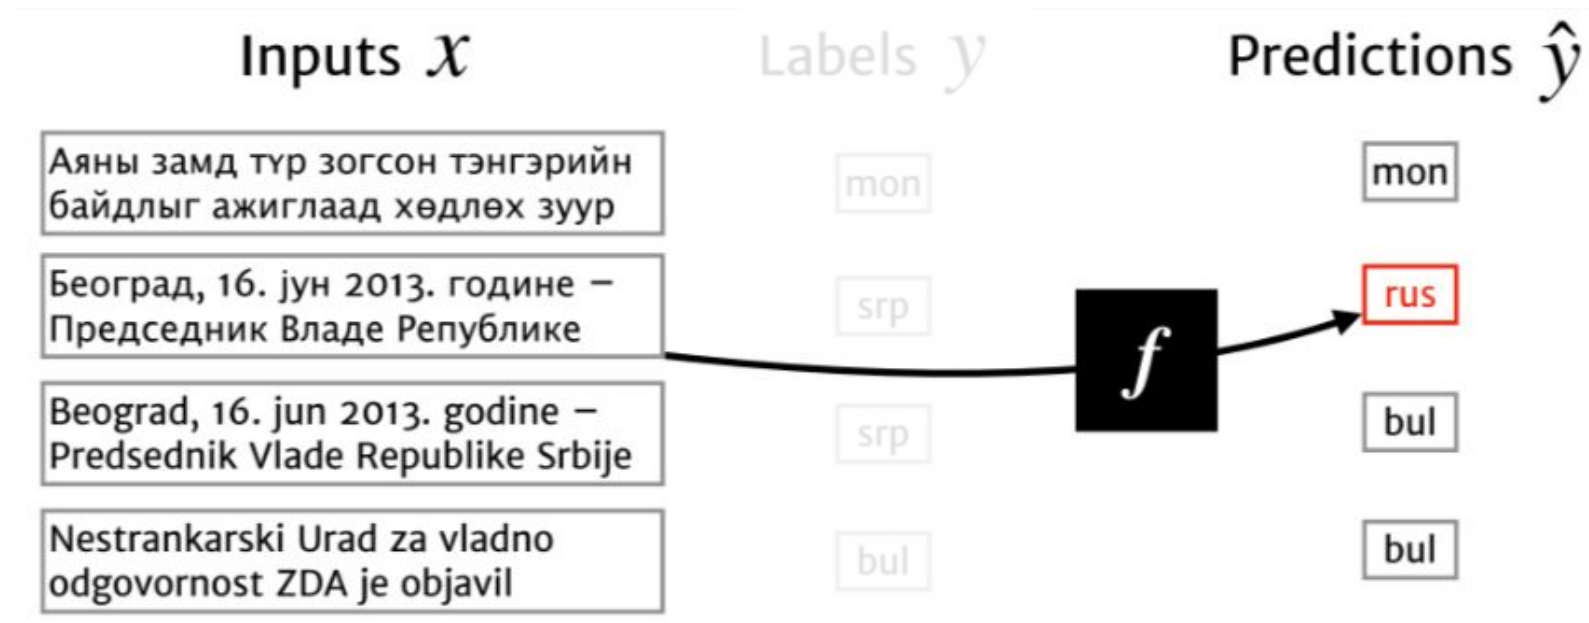 Inputs x
Labels y
Predictions ŷ
Аяны замд түр зогсон тэнгэрийн
байдлыг ажиглаад хөдлөх зуур
mon
mon
Београд, 16. јун 2013. године –
Председник Владе Републике
srp
rus
f
Beograd, 16. jun 2013. godine –
Predsednik Vlade Republike Srbije
srp
bul
Nestrankarski Urad za vladno
odgovornost ZDA je objavil
bul
bul